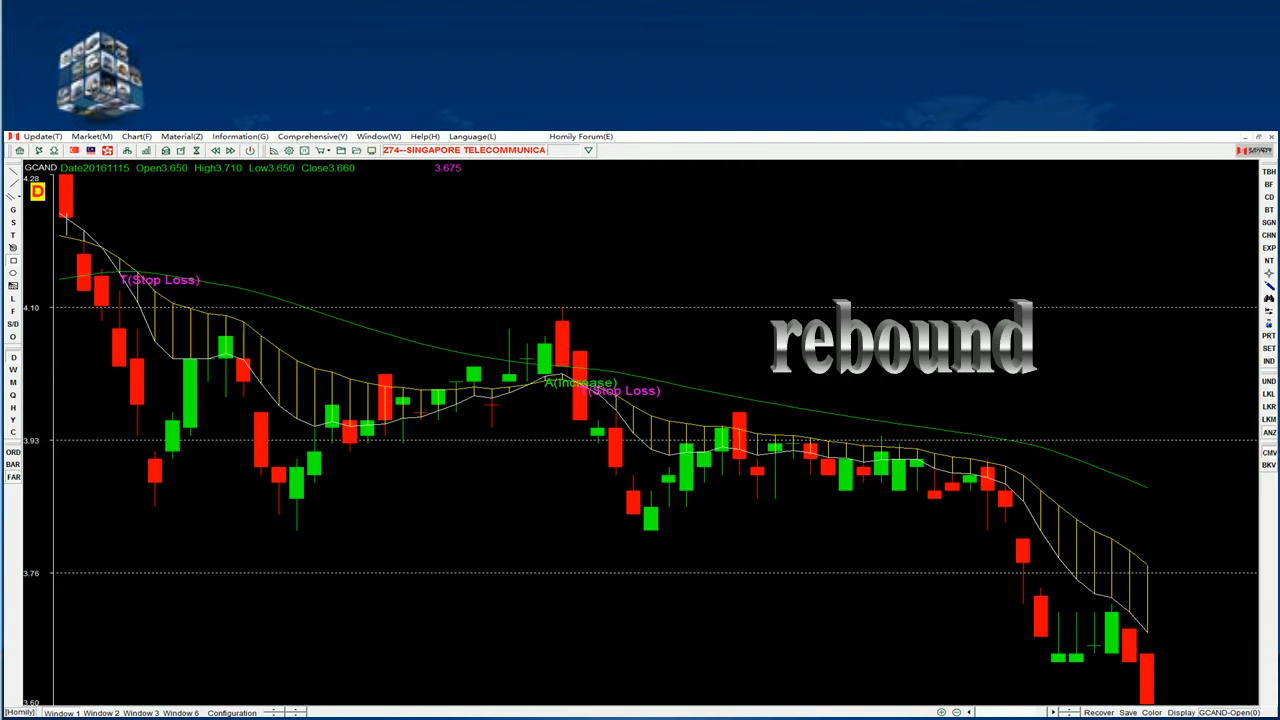 Update(T) Market(M) Chart(F) Material(Z) Information(G) Comprehensive(Y) Window(W) Help(H) Language(L) Homily Forum(E)
Z74--SINGAPORE TELECOMMUNICA
GCAND Date20161115 Open3.650 High3.710 Low3.650 Close3.660 3.675
4.28
D
T(Stop Loss)
4.10
rebound
A(Increase)
T(Stop Loss)
3.93
3.76
3.60
G
S
T
L
F
S/D
O
D
W
M
Q
H
Y
C
ORD
BAR
FAR
TBH
BF
CD
BT
SGN
CHN
EXP
NT
PRT
SET
IND
UND
LKL
LKR
LKM
ANZ
CMV
BKV
[Homily] Window 1 Window 2 Window 3 Window 6 Configuration Recover Save Color Display GCAND-Open(0)